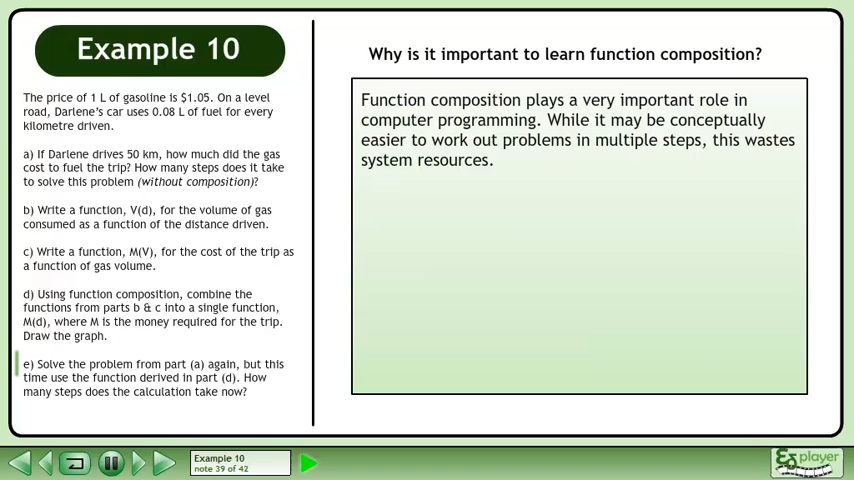 Example 10
The price of 1 L of gasoline is $1.05. On a level
road, Darlene's car uses 0.08 L of fuel for every
kilometre driven.
a) If Darlene drives 50 km, how much did the gas
cost to fuel the trip? How many steps does it take
to solve this problem (without composition)?
b) Write a function, V(d), for the volume of gas
consumed as a function of the distance driven.
c) Write a function, M(V), for the cost of the trip as
a function of gas volume.
d) Using function composition, combine the
functions from parts b & c into a single function,
M(d), where M is the money required for the trip.
Draw the graph.
e) Solve the problem from part (a) again, but this
time use the function derived in part (d). How
many steps does the calculation take now?
Why is it important to learn function composition?
Function composition plays a very important role in
computer programming. While it may be conceptually
easier to work out problems in multiple steps, this wastes
system resources.
Example 10
note 39 of 42
player